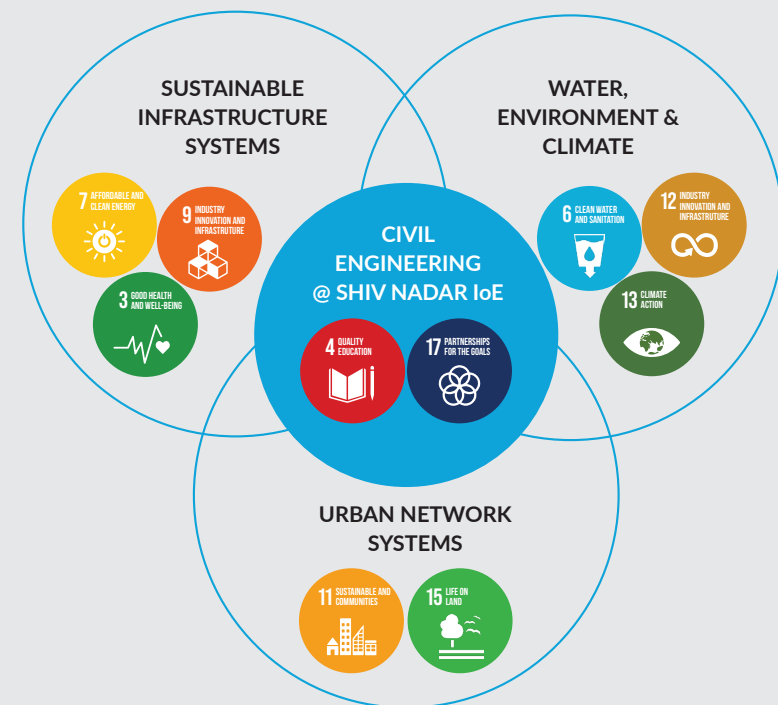 SUSTAINABLE
INFRASTRUCTURE
SYSTEMS
7 AFFORDABLE AND
CLEAN ENERGY
9 INDUSTRY
INNOVATION AND
INFRASTRUTURE
3 GOOD HEALTH
AND WELL-BEING
WATER,
ENVIRONMENT &
CLIMATE
6 CLEAN WATER
AND SANITATION
12 INDUSTRY
INNOVATION AND
INFRASTRUTURE
13 CLIMATE
ACTION
CIVIL
ENGINEERING
@ SHIV NADAR IoE
4 QUALITY
EDUCATION
17 PARTNERSHIPS
FOR THE GOALS
URBAN NETWORK
SYSTEMS
11 SUSTAINABLE AND
COMMUNITIES
15 LIFE ON
LAND